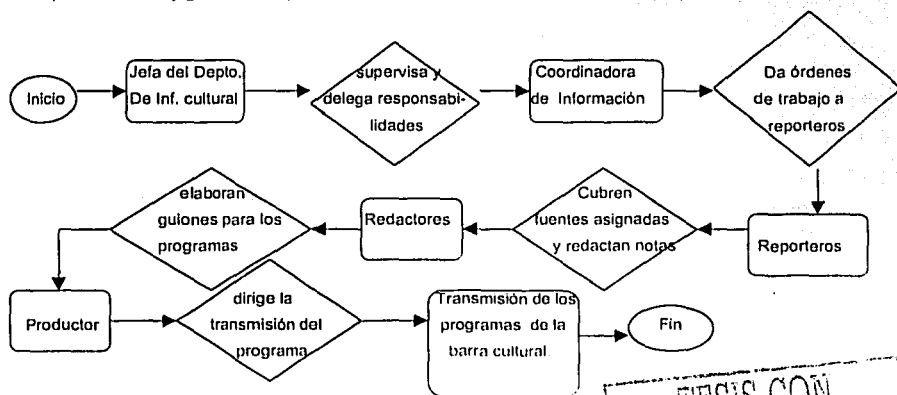 Inicio
Jefa del Depto.
De Inf. cultural
supervisa y
delega responsabi-
lidades
Coordinadora
de Información
Da órdenes
de trabajo a
reporteros
Reporteros
Cubren
fuentes asignadas
y redactan notas
Redactores
elaboran
guiones para los
programas
Productor
dirige la
transmisión del
programa
Transmisión de los
programas de la
barra cultural.
Fin
TESIS CON